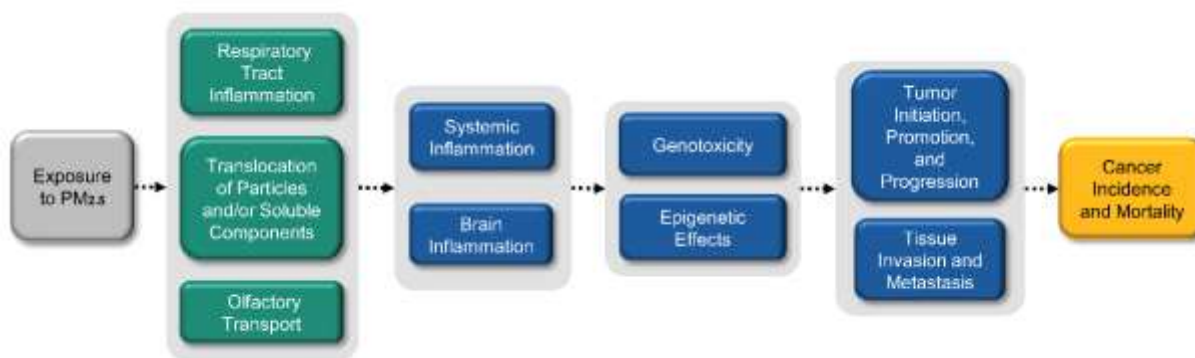 Exposure
to PM2.5
Respiratory
Tract
Inflammation
Translocation
of Particles
and/or Soluble
Components
Olfactory
Transport
Systemic
Inflammation
Brain
Inflammation
Genotoxicity
Epigenetic
Effects
Tumor
Initiation,
Promotion,
and
Progression
Tissue
Invasion and
Metastasis
Cancer
Incidence
and Mortality